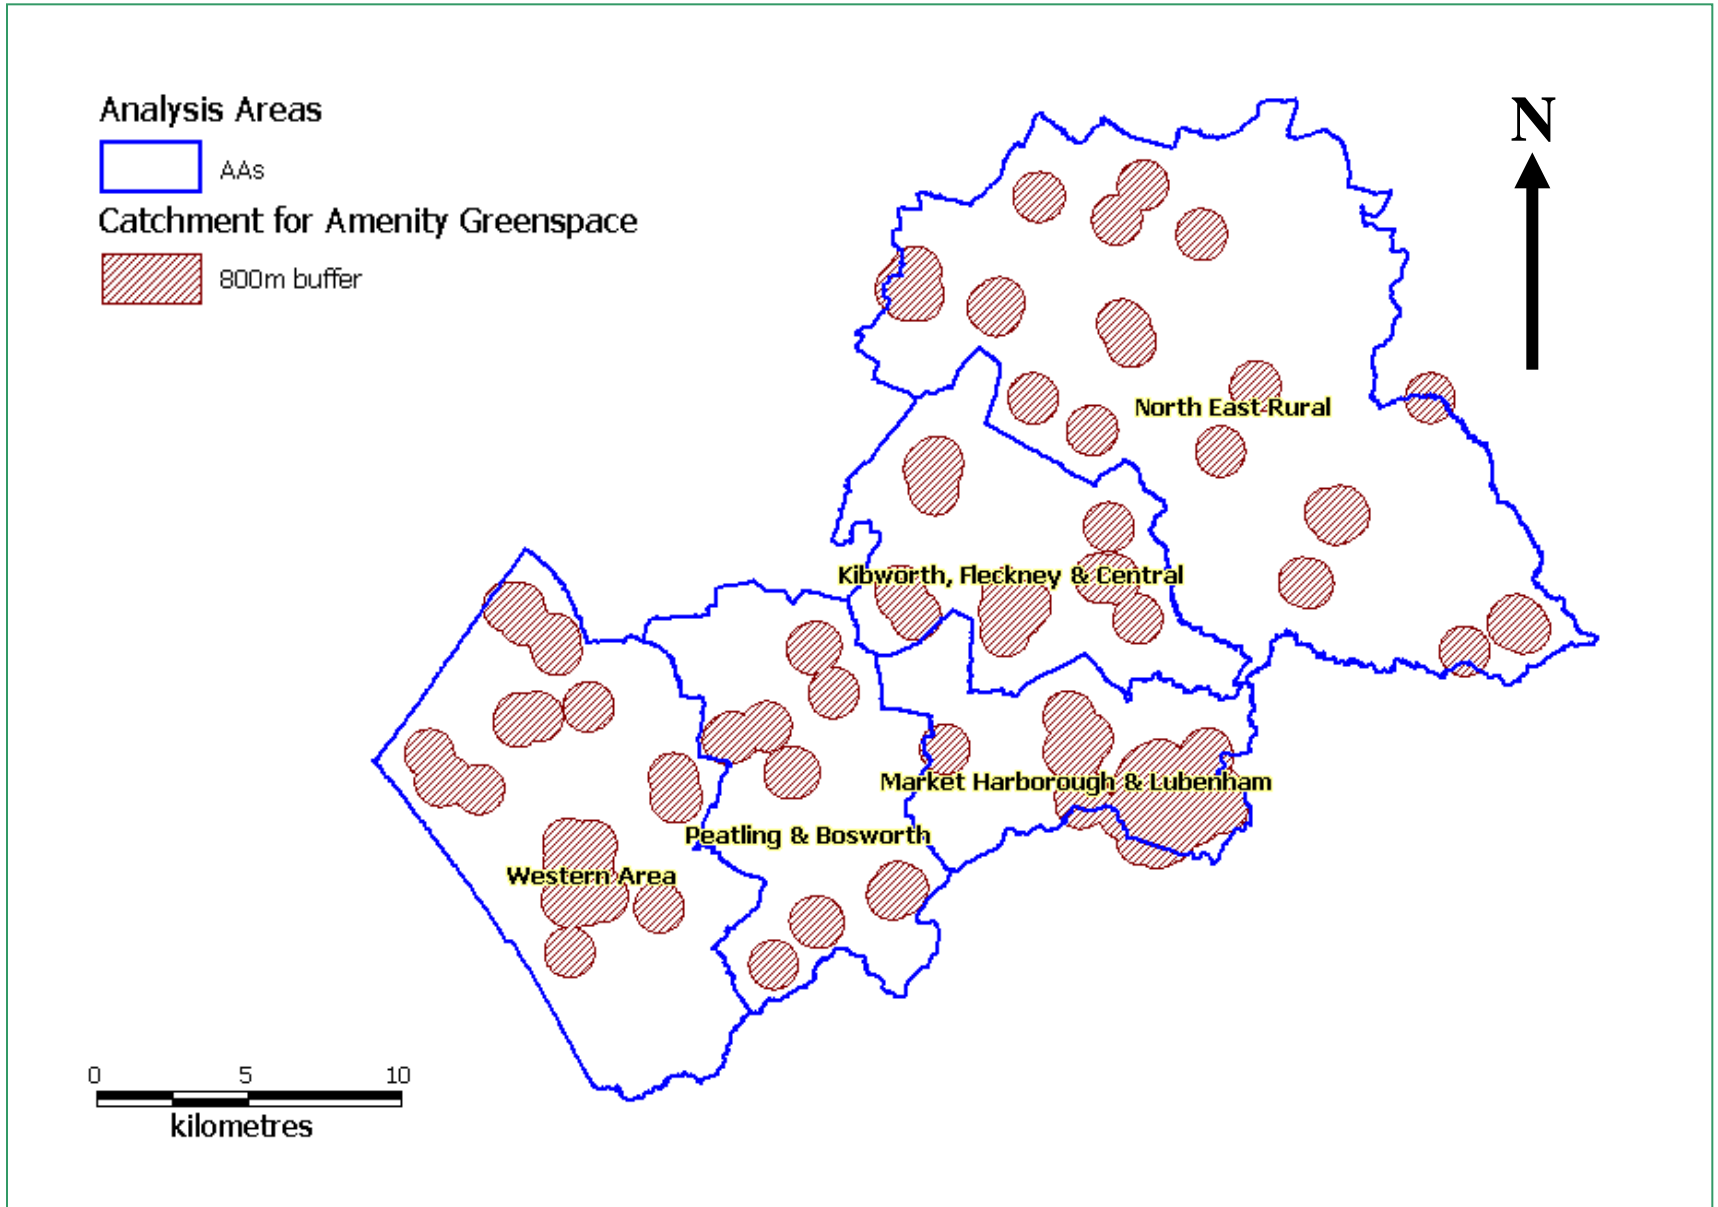 Analysis Areas
AAs
Catchment for Amenity Greenspace
800m buffer
N
North East Rural
Kibworth, Fleckney & Central
Market Harborough & Lubenham
Peatling & Bosworth
Western Area
0 5 10
kilometres